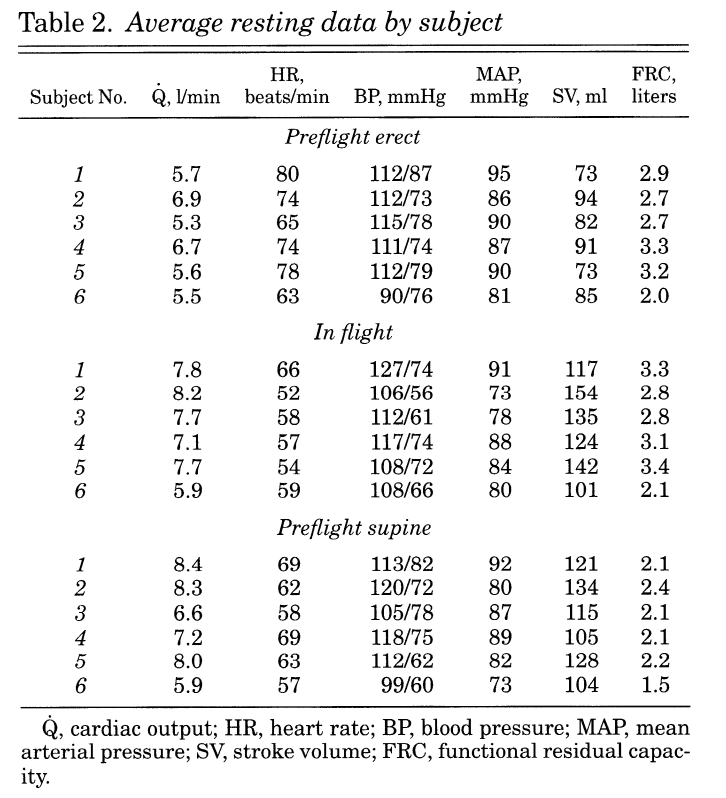 Table 2. Average resting data by subject
Subject No. Q̇, l/min HR, beats/min BP, mmHg MAP, mmHg SV, ml FRC, liters
Preflight erect
1 5.7 80 112/87 95 73 2.9
2 6.9 74 112/73 86 94 2.7
3 5.3 65 115/78 90 82 2.7
4 6.7 74 111/74 87 91 3.3
5 5.6 78 112/79 90 73 3.2
6 5.5 63 90/76 81 85 2.0
In flight
1 7.8 66 127/74 91 117 3.3
2 8.2 52 106/56 73 154 2.8
3 7.7 58 112/61 78 135 2.8
4 7.1 57 117/74 88 124 3.1
5 7.7 54 108/72 84 142 3.4
6 5.9 59 108/66 80 101 2.1
Preflight supine
1 8.4 69 113/82 92 121 2.1
2 8.3 62 120/72 80 134 2.4
3 6.6 58 105/78 87 115 2.1
4 7.2 69 118/75 89 105 2.1
5 8.0 63 112/62 82 128 2.2
6 5.9 57 99/60 73 104 1.5
Q̇, cardiac output; HR, heart rate; BP, blood pressure; MAP, mean
arterial pressure; SV, stroke volume; FRC, functional residual capac-
ity.